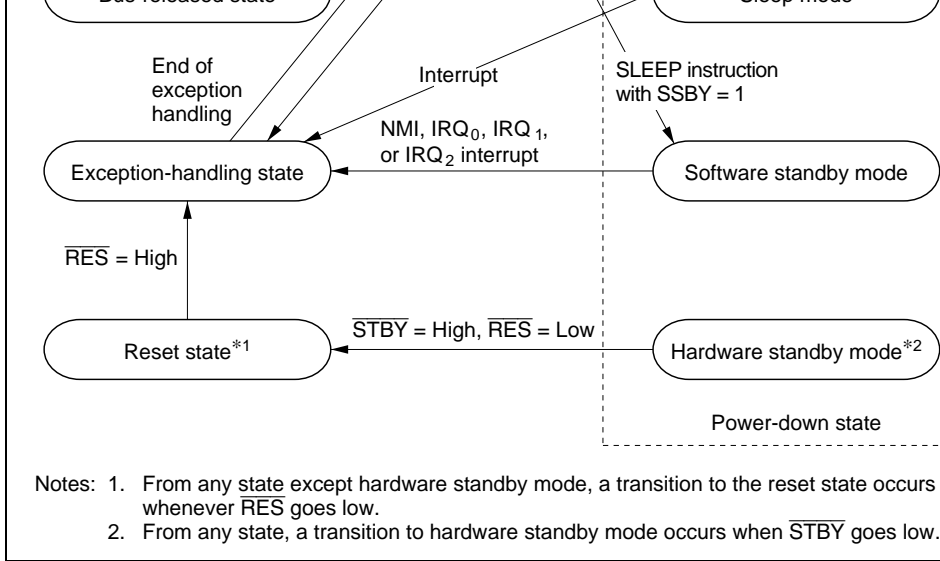 Bus-released state
Sleep mode
End of
exception
handling
Interrupt
SLEEP instruction
with SSBY = 1
NMI, IRQ0, IRQ1,
or IRQ2 interrupt
Exception-handling state
Software standby mode
RES = High
STBY = High, RES = Low
Reset state*1
Hardware standby mode*2
Power-down state
Notes: 1. From any state except hardware standby mode, a transition to the reset state occurs
whenever RES goes low.
2. From any state, a transition to hardware standby mode occurs when STBY goes low.